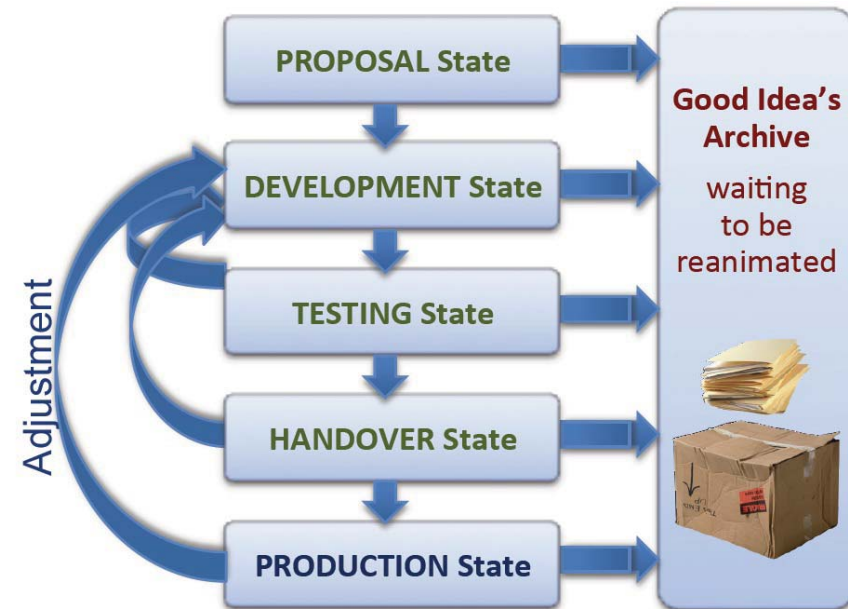 PROPOSAL State
Good Idea's
Archive
waiting
to be
reanimated
DEVELOPMENT State
TESTING State
HANDOVER State
PRODUCTION State
Adjustment